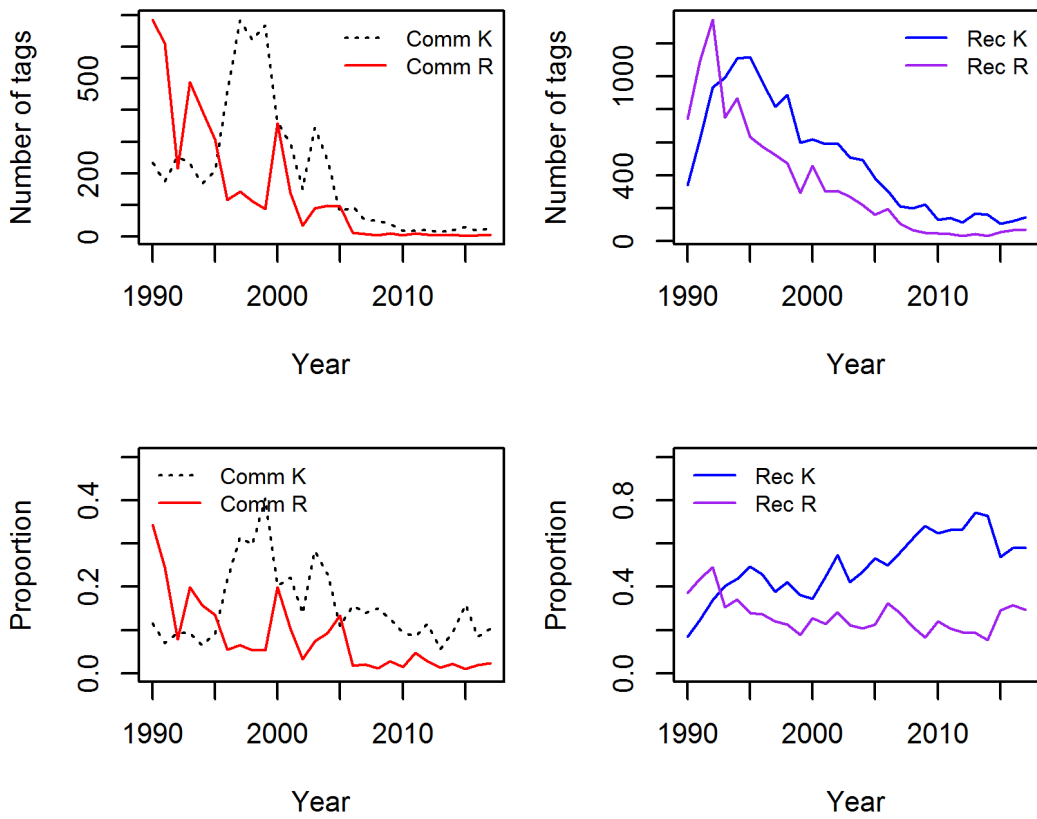 Number of tags
0
200
500
Comm K
Comm R
1990
2000
2010
Year
Number of tags
0
400
1000
Rec K
Rec R
1990
2000
2010
Year
Proportion
0.0
0.2
0.4
Comm K
Comm R
1990
2000
2010
Year
Proportion
0.0
0.4
0.8
Rec K
Rec R
1990
2000
2010
Year